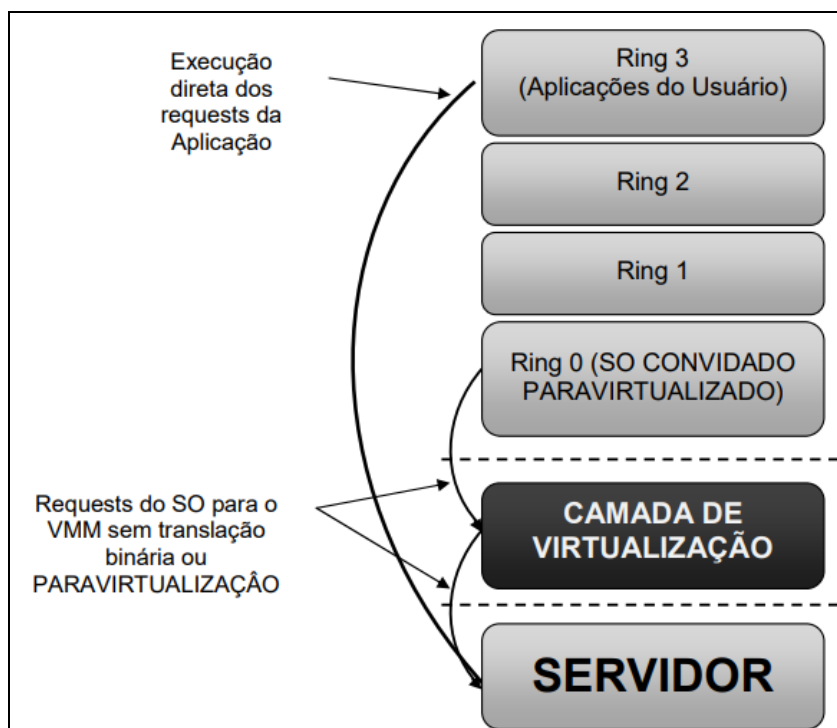 Execução
direta dos
requests da
Aplicação
Ring 3
(Aplicações do Usuário)
Ring 2
Ring 1
Ring 0 (SO CONVIDADO
PARAVIRTUALIZADO)
Requests do SO para o
VMM sem translação
binária ou
PARAVIRTUALIZAÇÂO
CAMADA DE
VIRTUALIZAÇÃO
SERVIDOR